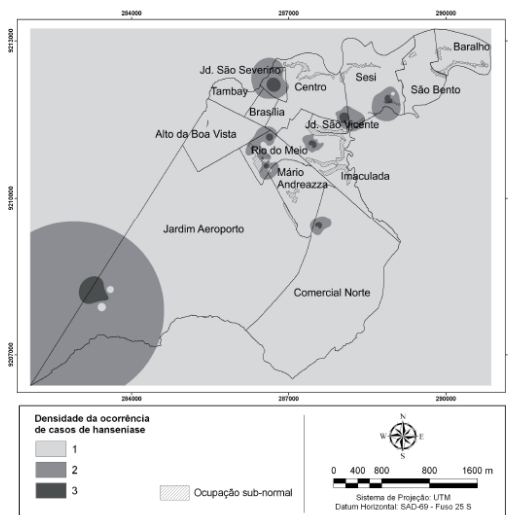 284000 287000 290000
9213000
Baralho
Jd. São Severino
Sesi
Centro
Tambay
São Bento
Brasília
Jd. São Vicente
Alto da Boa Vista
Rio do Meio
Mário
Andreazza
Imaculada
9210000
Jardim Aeroporto
Comercial Norte
9207000
284000 287000 290000
Densidade da ocorrência
de casos de hanseníase
1
2
3
Ocupação sub-normal
N
W E
S
0 200 400 800 800 1600 m
Sistema de Projeção: UTM
Datum Horizontal: SAD-69 - Fuso 25 S